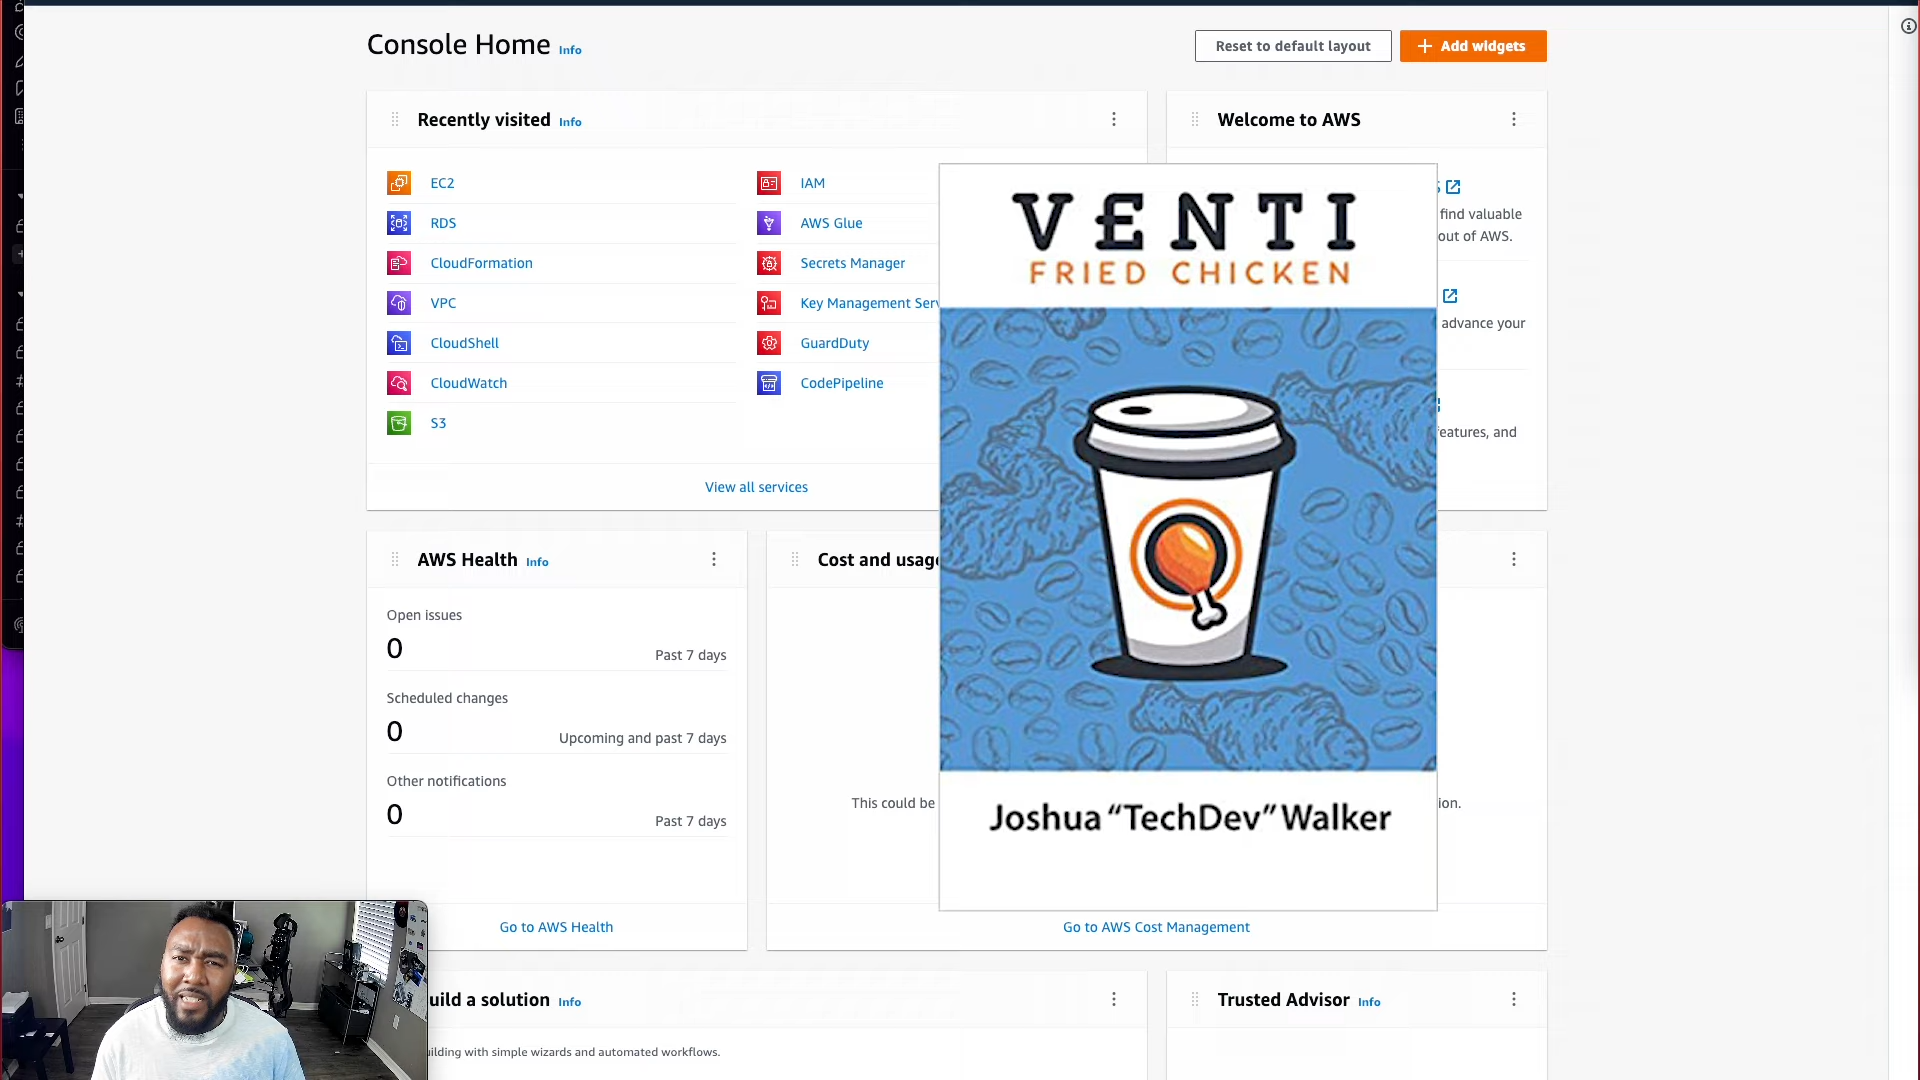 Console Home Info
Reset to default layout
Add widgets
Recently visited Info
EC2
RDS
CloudFormation
VPC
CloudShell
CloudWatch
S3
IAM
AWS Glue
Secrets Manager
Key Management Serv
GuardDuty
CodePipeline
View all services
Welcome to AWS
find valuable
out of AWS.
advance your
features, and
VENTI
FRIED CHICKEN
Joshua “TechDev” Walker
AWS Health Info
Open issues
0
Past 7 days
Scheduled changes
0
Upcoming and past 7 days
Other notifications
0
Past 7 days
Go to AWS Health
Cost and usage
This could be
ion.
Go to AWS Cost Management
uild a solution Info
uilding with simple wizards and automated workflows.
Trusted Advisor Info